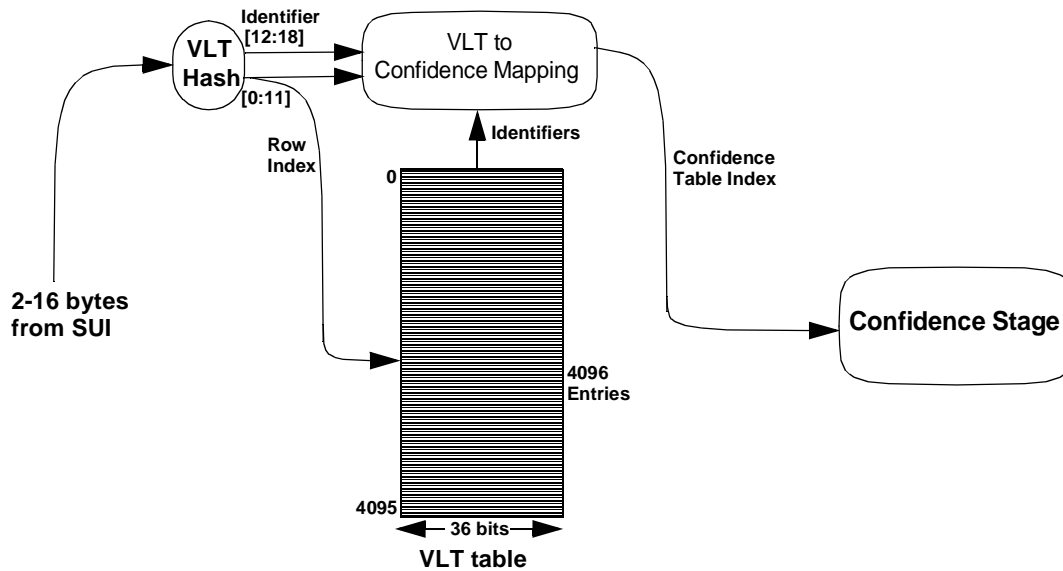 Identifier
[12:18]
VLT
Hash
[0:11]
VLT to
Confidence Mapping
Row
Index
Identifiers
Confidence
Table Index
0
2-16 bytes
from SUI
Confidence Stage
4096
Entries
4095
36 bits
VLT table